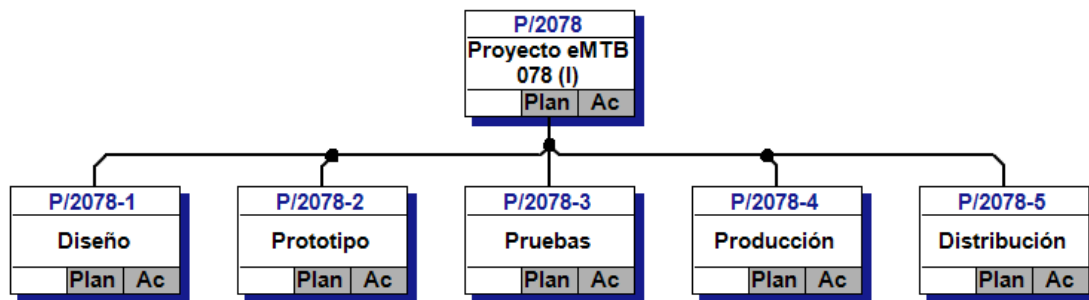 P/2078
Proyecto eMTB
078 (I)
Plan Ac
P/2078-1
Diseño
Plan Ac
P/2078-2
Prototipo
Plan Ac
P/2078-3
Pruebas
Plan Ac
P/2078-4
Producción
Plan Ac
P/2078-5
Distribución
Plan Ac